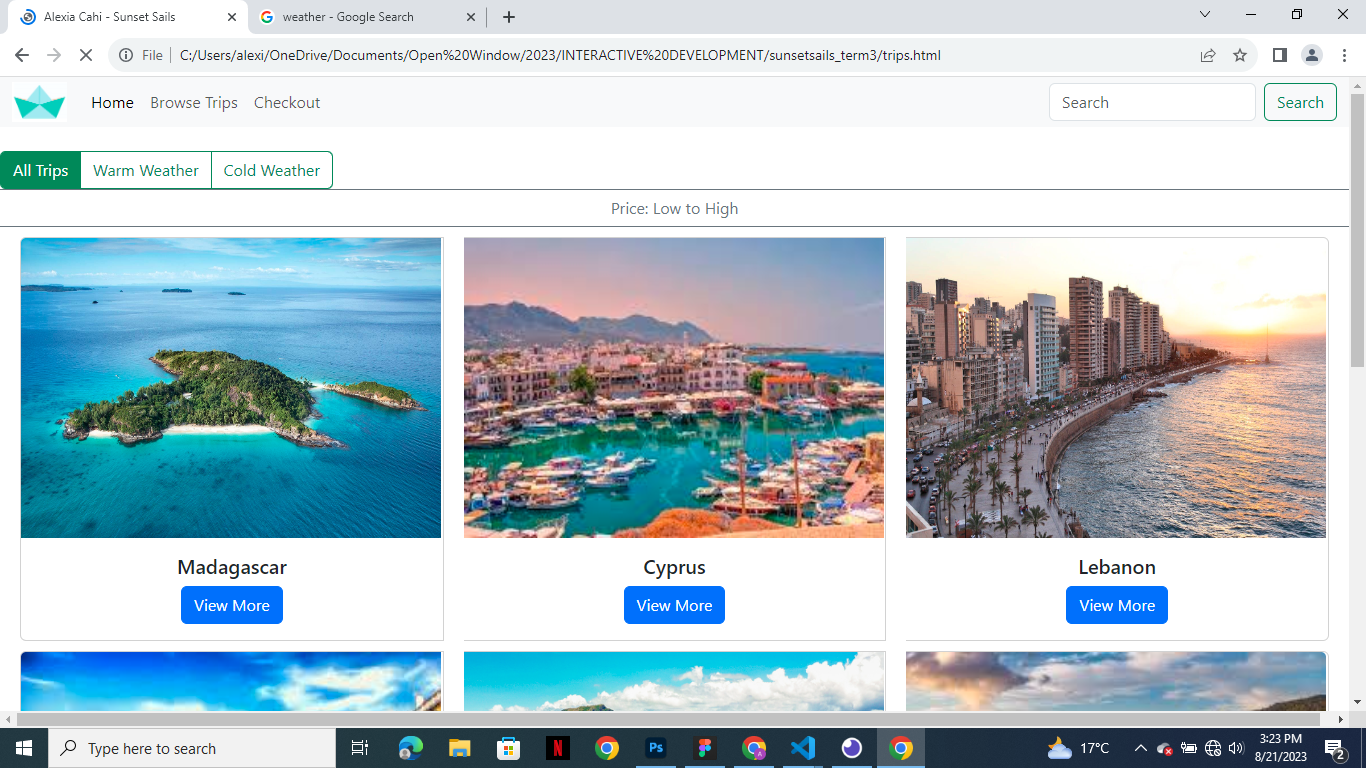 Alexia Cahi - Sunset Sails
weather - Google Search
File
C:/Users/alexi/OneDrive/Documents/Open%20Window/2023/INTERACTIVE%20DEVELOPMENT/sunsetsails_term3/trips.html
Home Browse Trips Checkout Search Search
All Trips Warm Weather Cold Weather
Price: Low to High
Madagascar Cyprus Lebanon
View More View More View More
Type here to search
Ps
17°C
3:23 PM
8/21/2023
2